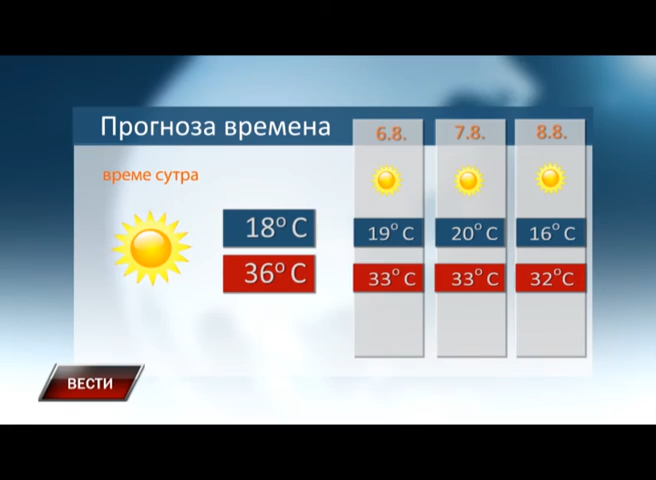 Прогноза времена
време сутра
18° C
36° C
6.8.
19° C
33° C
7.8.
20° C
33° C
8.8.
16° C
32°C
ВЕСТИ